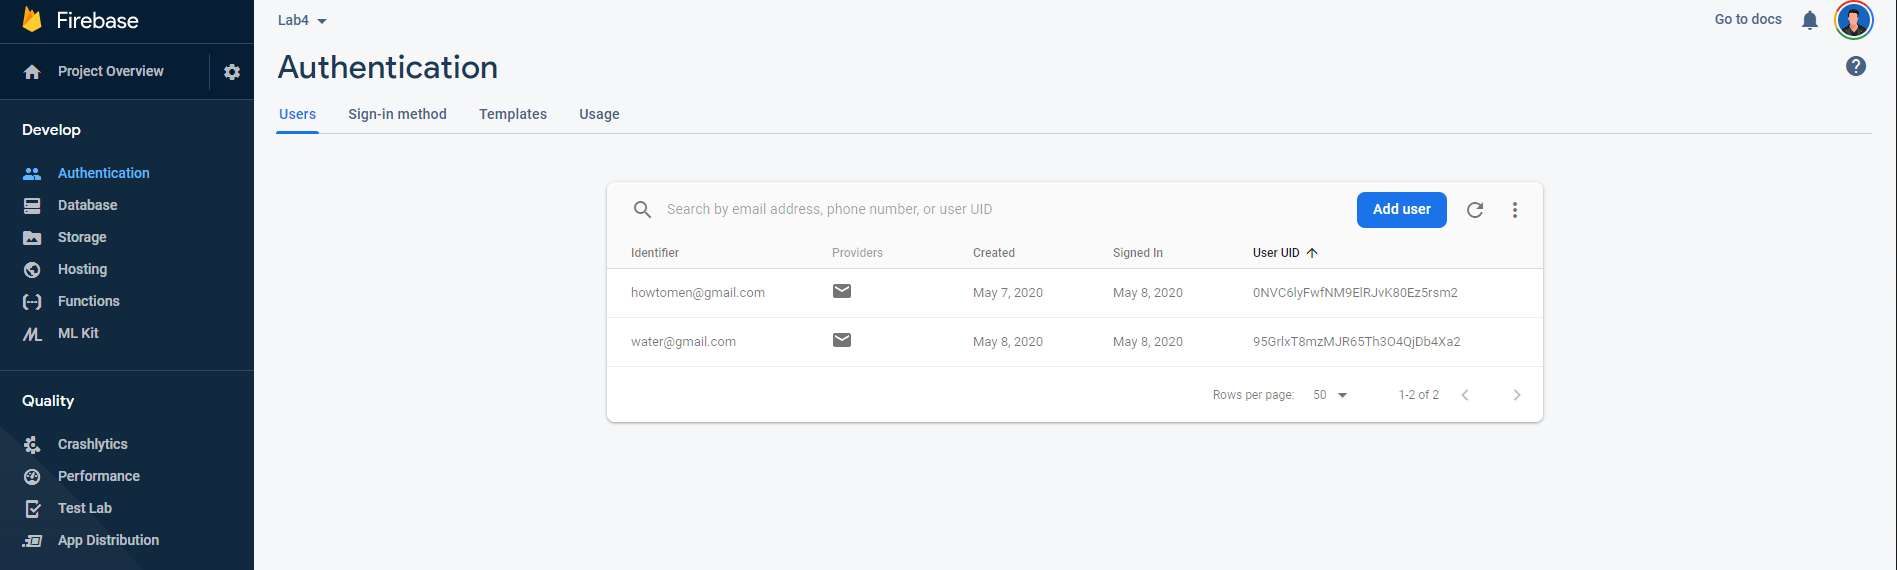 Firebase
Project Overview
Develop
Authentication
Database
Storage
Hosting
Functions
ML Kit
Quality
Crashlytics
Performance
Test Lab
App Distribution
Lab4
Go to docs
Authentication
Users Sign-in method Templates Usage
Search by email address, phone number, or user UID
Add user
Identifier Providers Created Signed In User UID
howtomen@gmail.com May 7, 2020 May 8, 2020 0NVC6lyFwfNM9ElRJvK80Ez5rsm2
water@gmail.com May 8, 2020 May 8, 2020 95GrlxT8mzMJR65Th3O4QjDb4Xa2
Rows per page: 50 1-2 of 2